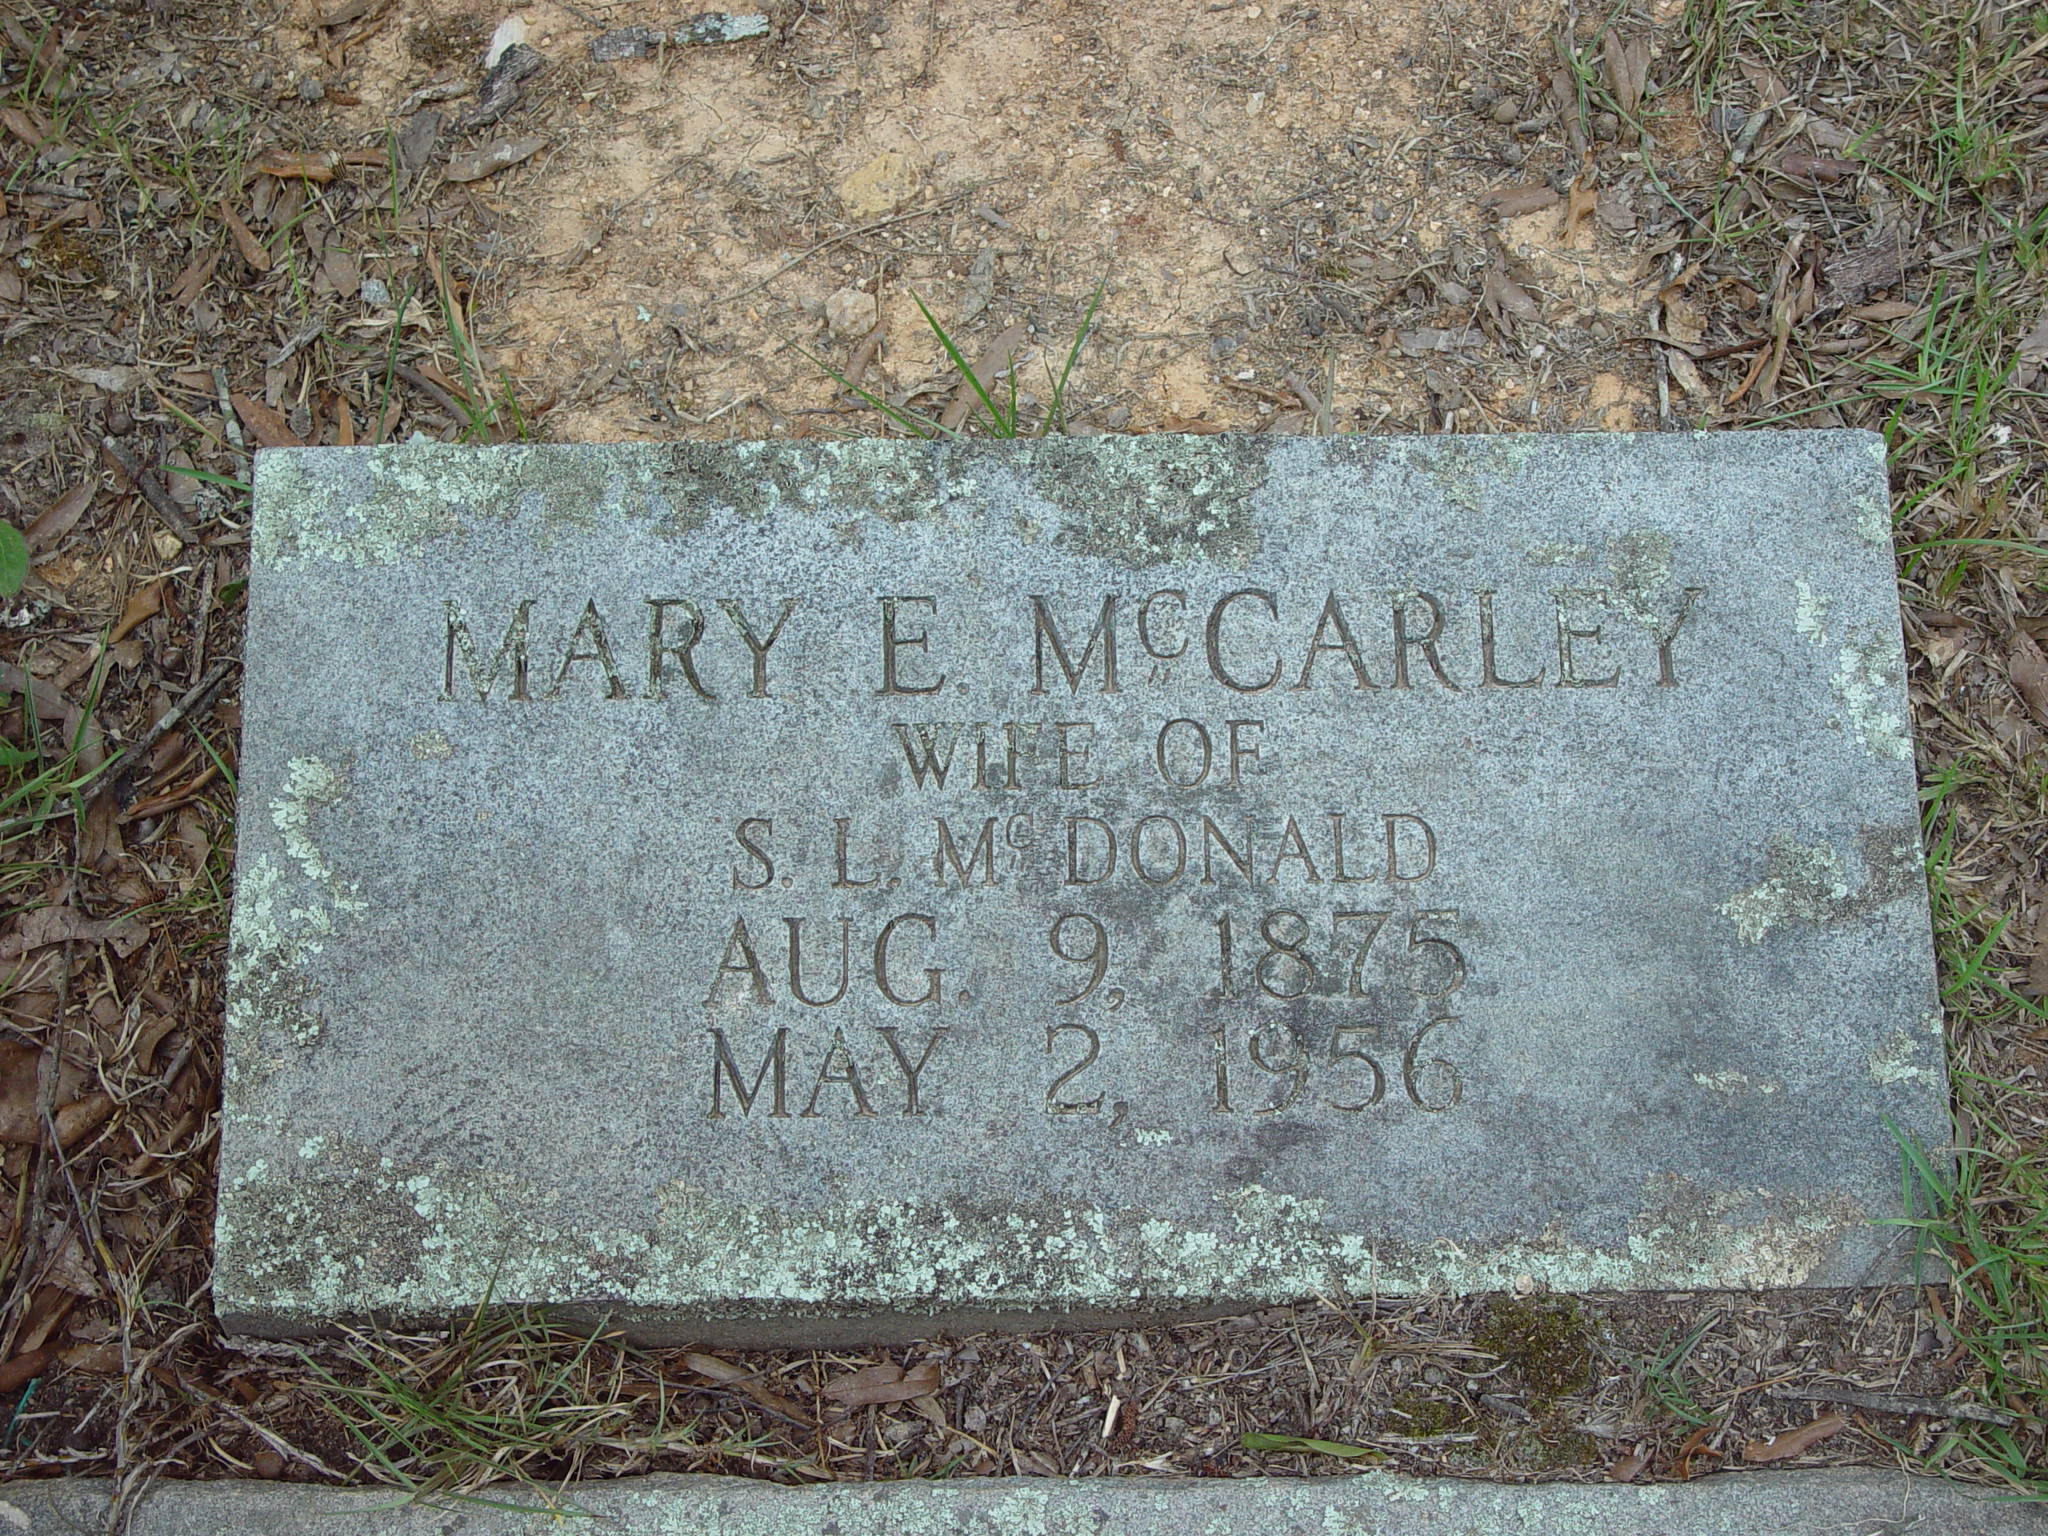 MARY E. McCARLEY
WIFE OF
S. L. McDONALD
AUG. 9, 1875
MAY 2, 1956